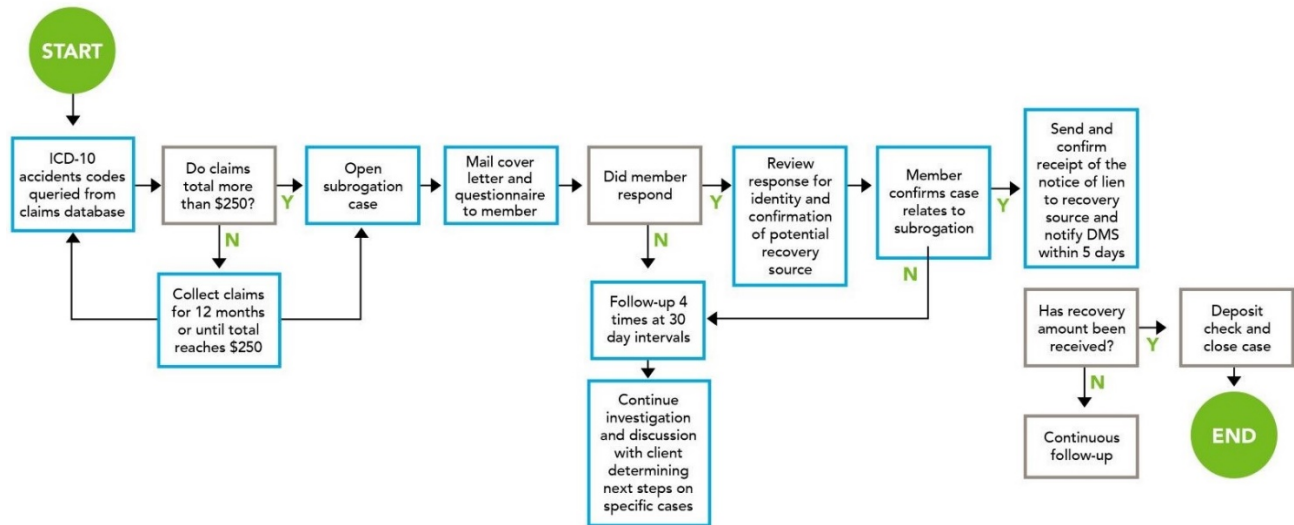 START
ICD-10
accidents codes
queried from
claims database
Do claims
total more
than $250?
Y
N
Collect claims
for 12 months
or until total
reaches $250
Open
subrogation
case
Mail cover
letter and
questionnaire
to member
Did member
respond
Y
N
Follow-up 4
times at 30
day intervals
Continue
investigation
and discussion
with client
determining
next steps on
specific cases
Review
response for
identity and
confirmation
of potential
recovery
source
Member
confirms case
relates to
subrogation
Y
N
Send and
confirm
receipt of the
notice of lien
to recovery
source and
notify DMS
within 5 days
Has recovery
amount been
received?
Y
N
Continuous
follow-up
Deposit
check and
close case
END